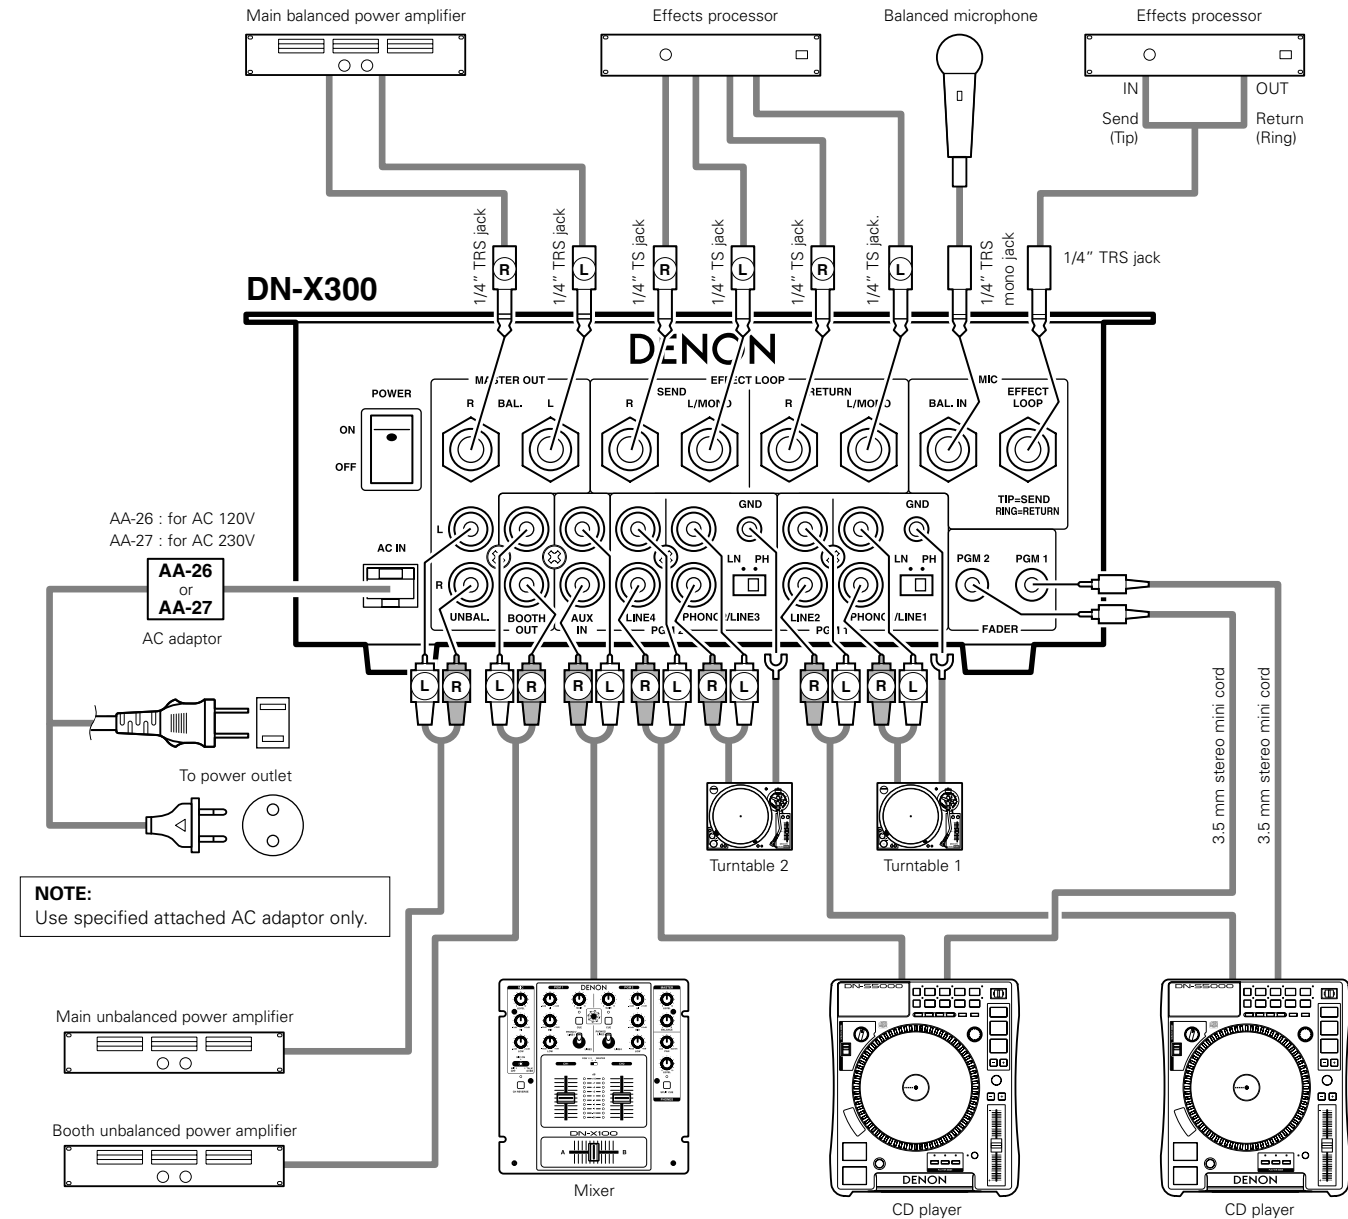 Main balanced power amplifier
Effects processor
Balanced microphone
Effects processor
IN
OUT
Send
(Tip)
Return
(Ring)
1/4" TRS jack
1/4" TRS jack
1/4" TS jack
1/4" TS jack
1/4" TS jack
1/4" TS jack.
1/4" TRS
mono jack
1/4" TRS jack
R
L
R
L
R
L
DN-X300
DENON
MASTER OUT
R BAL. L
EFFECT LOOP
SEND
R L/MONO
RETURN
R L/MONO
MIC
BAL. IN
EFFECT
LOOP
TIP=SEND
RING=RETURN
POWER
ON
OFF
AC IN
AA-26 : for AC 120V
AA-27 : for AC 230V
AA-26
or
AA-27
AC adaptor
L
R
GND
GND
LN PH
LN PH
PGM 2
PGM 1
UNBAL.
BOOTH
OUT
AUX
IN
LINE4
PHONO/LINE3
PGM 2
LINE2
PHONO/LINE1
PGM 1
FADER
L R L R R L R L R L R L R L
To power outlet
Turntable 2
Turntable 1
3.5 mm stereo mini cord
3.5 mm stereo mini cord
NOTE:
Use specified attached AC adaptor only.
Main unbalanced power amplifier
Booth unbalanced power amplifier
DENON
DN-X100
A B
Mixer
DN-S5000
DENON
CD player
DN-S5000
DENON
CD player